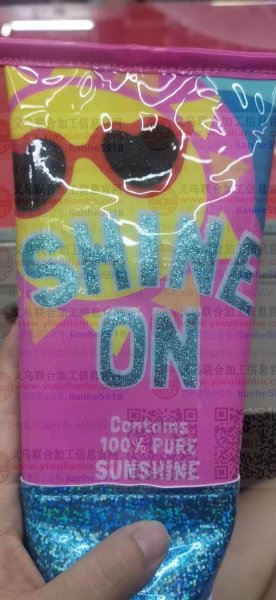 SHINE
ON
Contains
100% PURE
SUNSHINE
义乌联合加工信息官网
www.yiwulianhe.com
lianhe5918